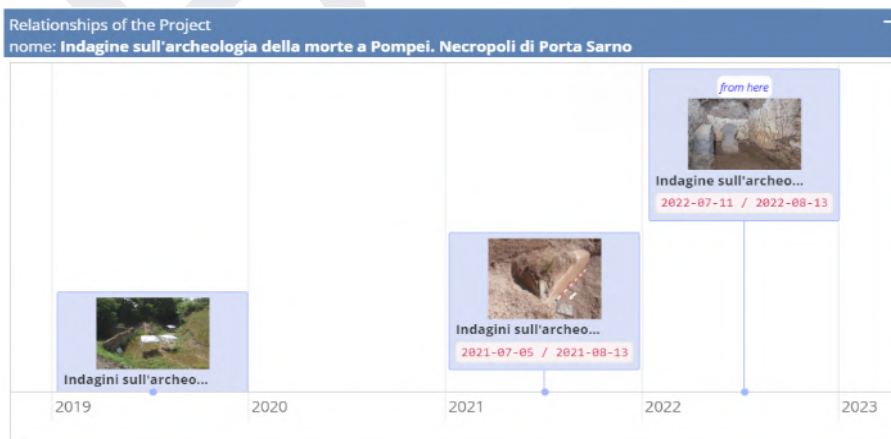 Relationships of the Project
nome: Indagine sull'archeologia della morte a Pompei. Necropoli di Porta Sarno
from here
Indagine sull'archeo...
2022-07-11 / 2022-08-13
Indagini sull'archeo...
2021-07-05 / 2021-08-13
Indagini sull'archeo...
2019 2020 2021 2022 2023